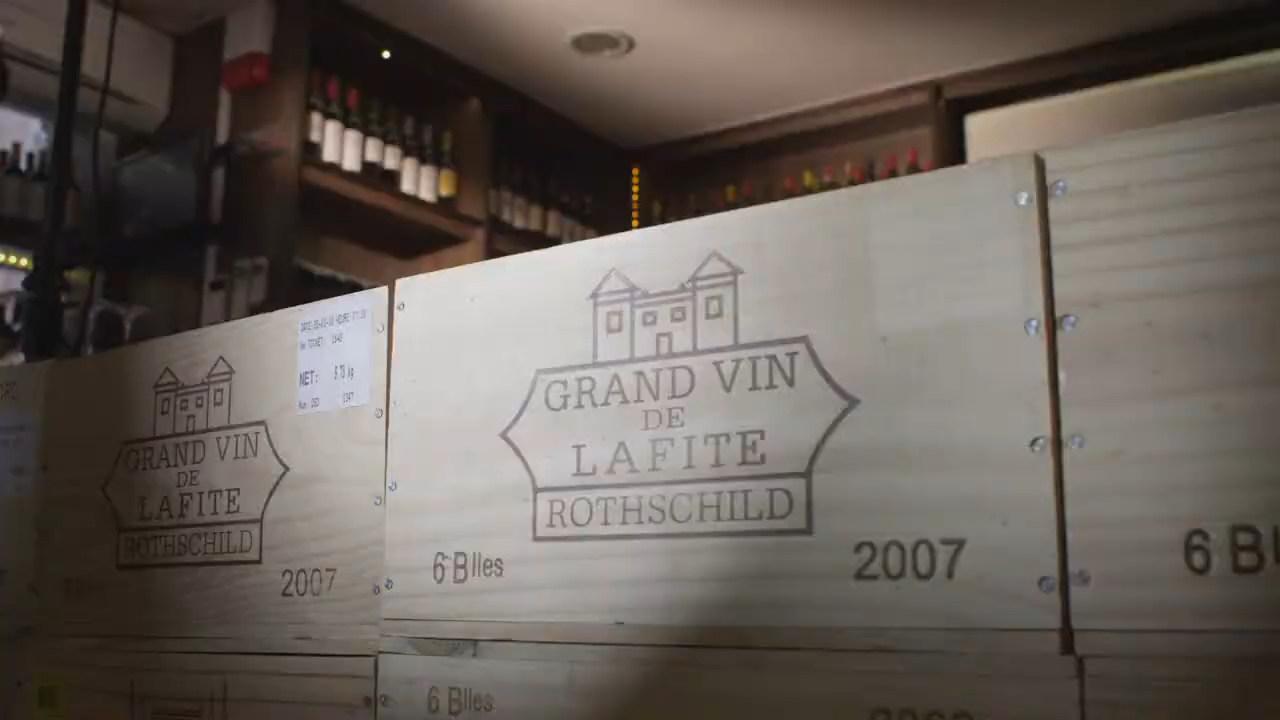 NET:
GRAND VIN
DE
LAFITE
ROTHSCHILD
2007
GRAND VIN
DE
LAFITE
ROTHSCHILD
6 Blles
2007
6 B
6 Blles